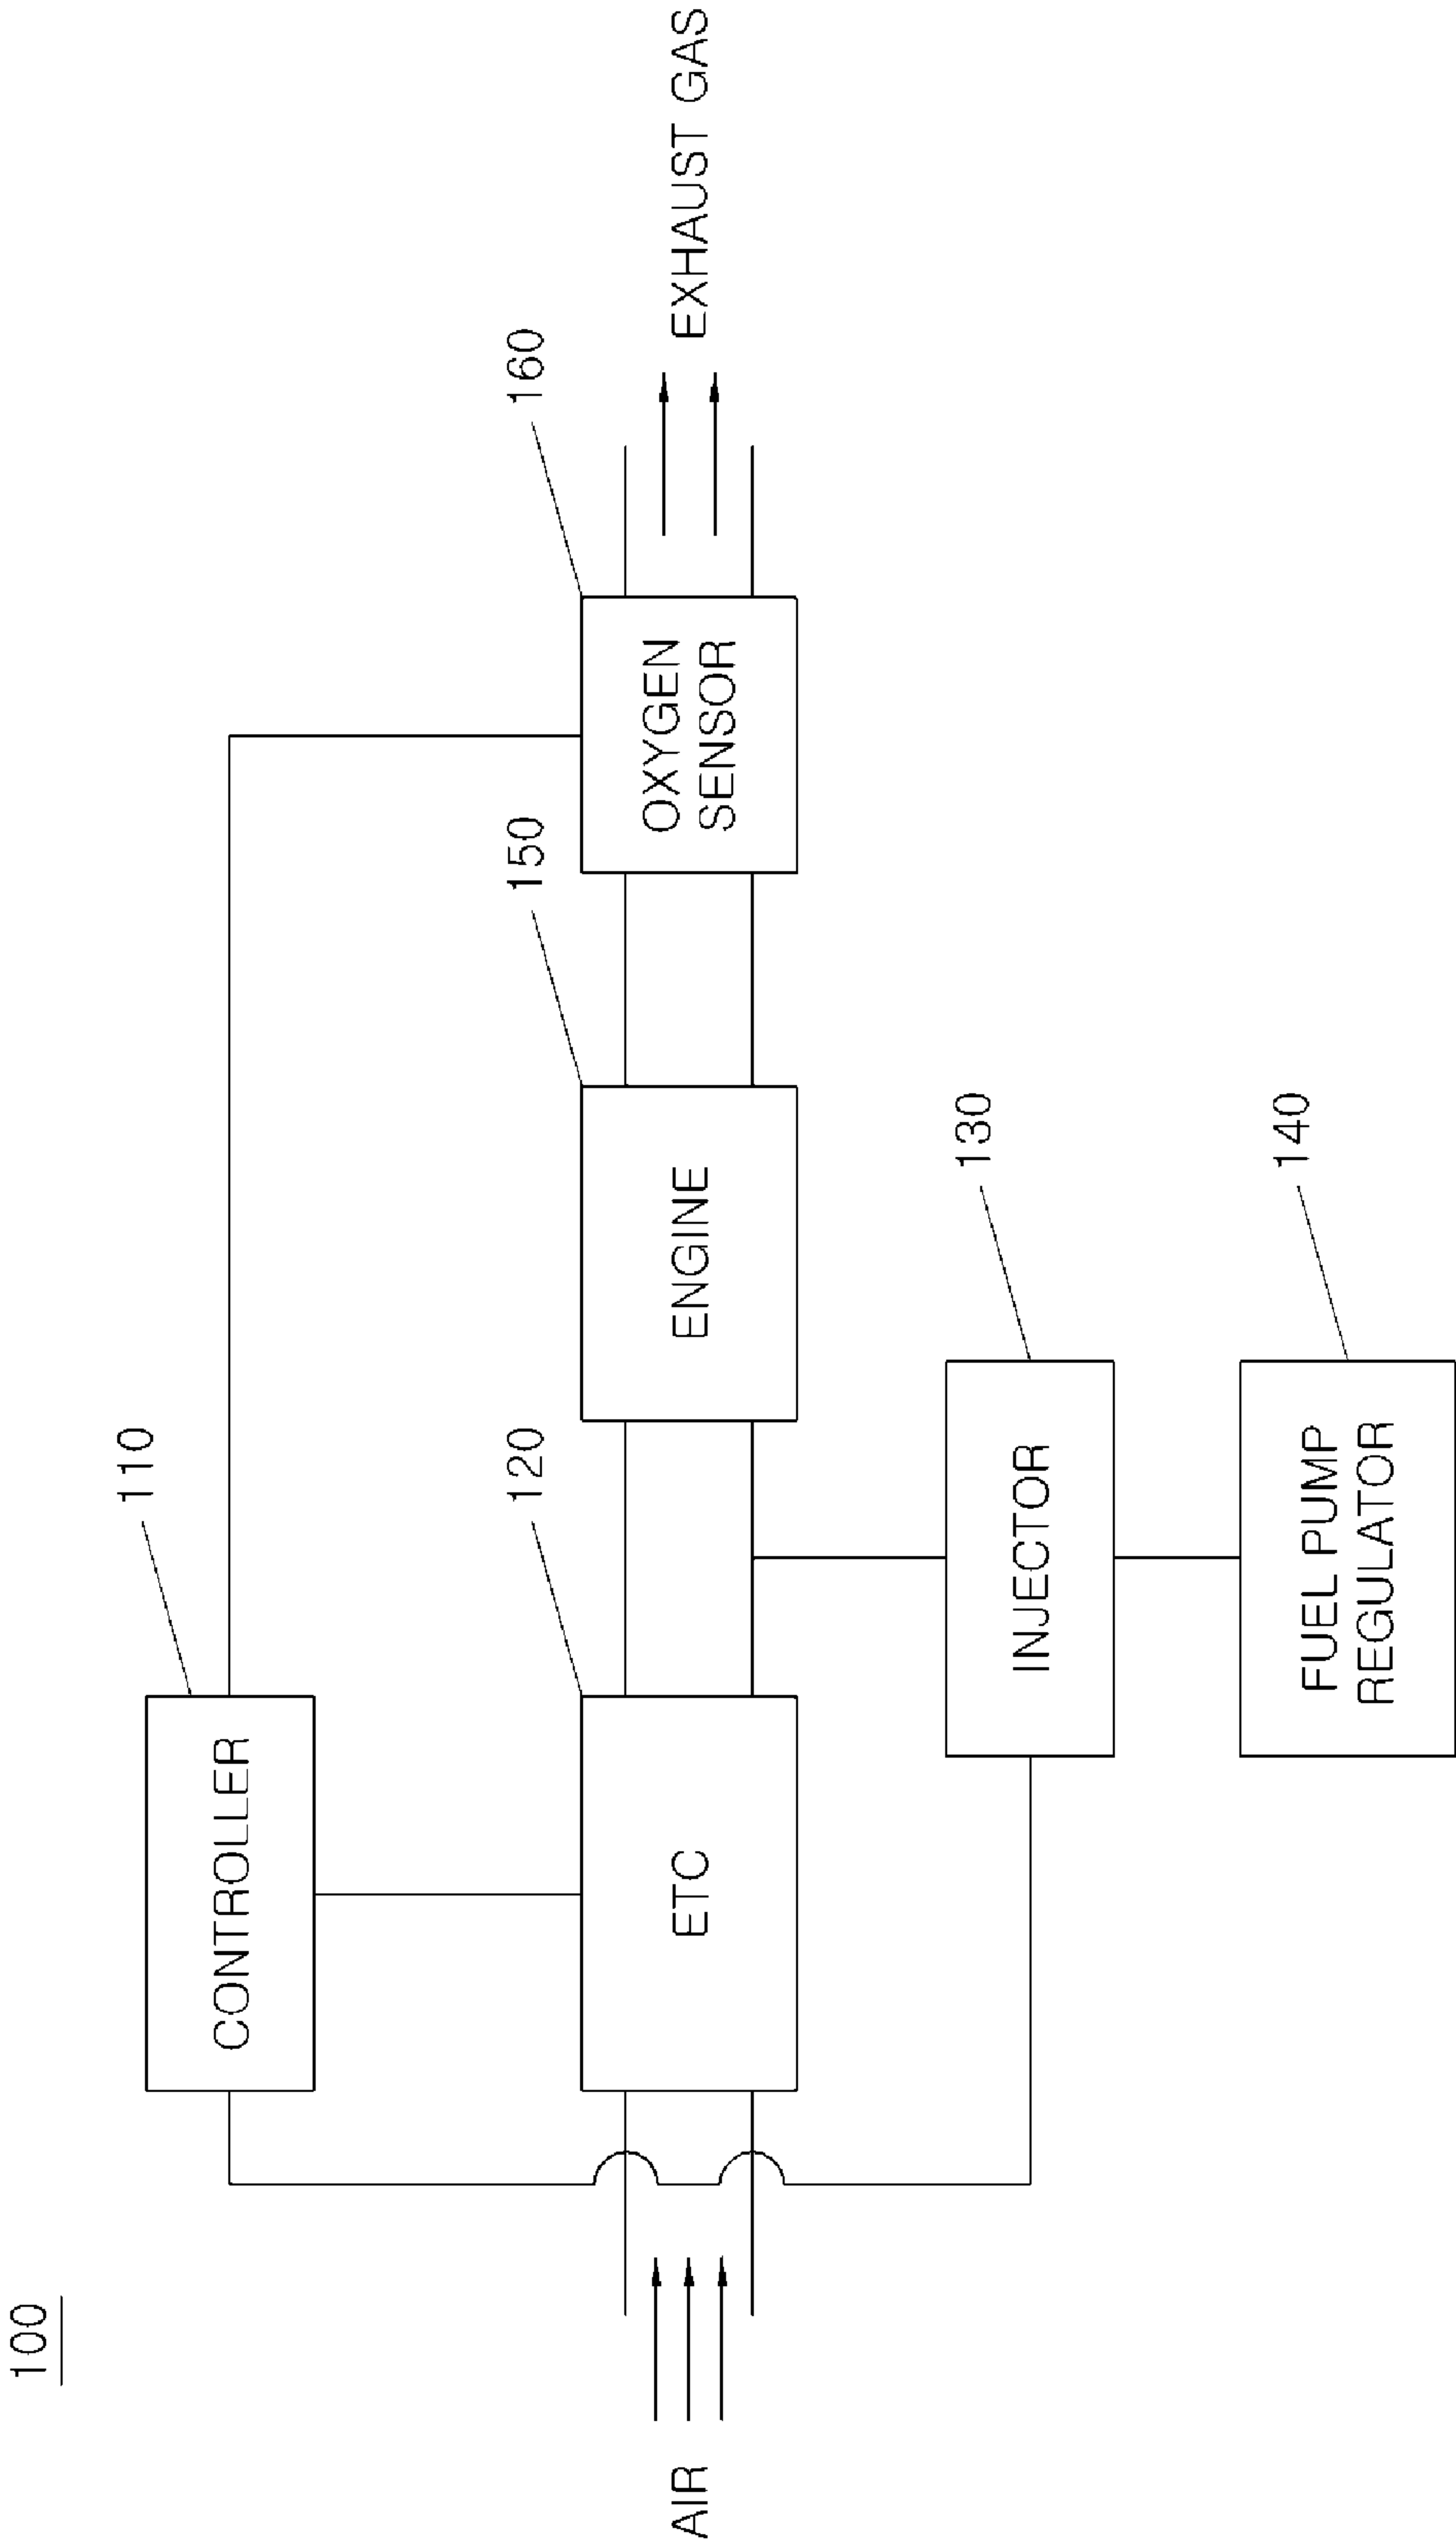 100
110
CONTROLLER
120
150
160
AIR
ETC
ENGINE
OXYGEN
SENSOR
EXHAUST GAS
130
INJECTOR
140
FUEL PUMP
REGULATOR